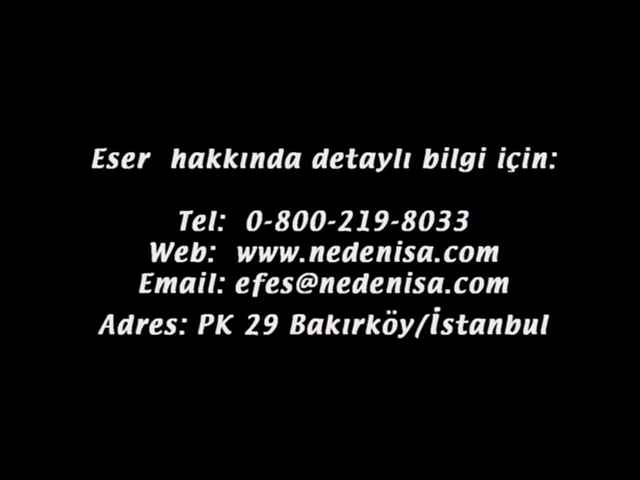 Eser hakkında detaylı bilgi için:
Tel: 0-800-219-8033
Web: www.nedenisa.com
Email: efes@nedenisa.com
Adres: PK 29 Bakırköy/İstanbul